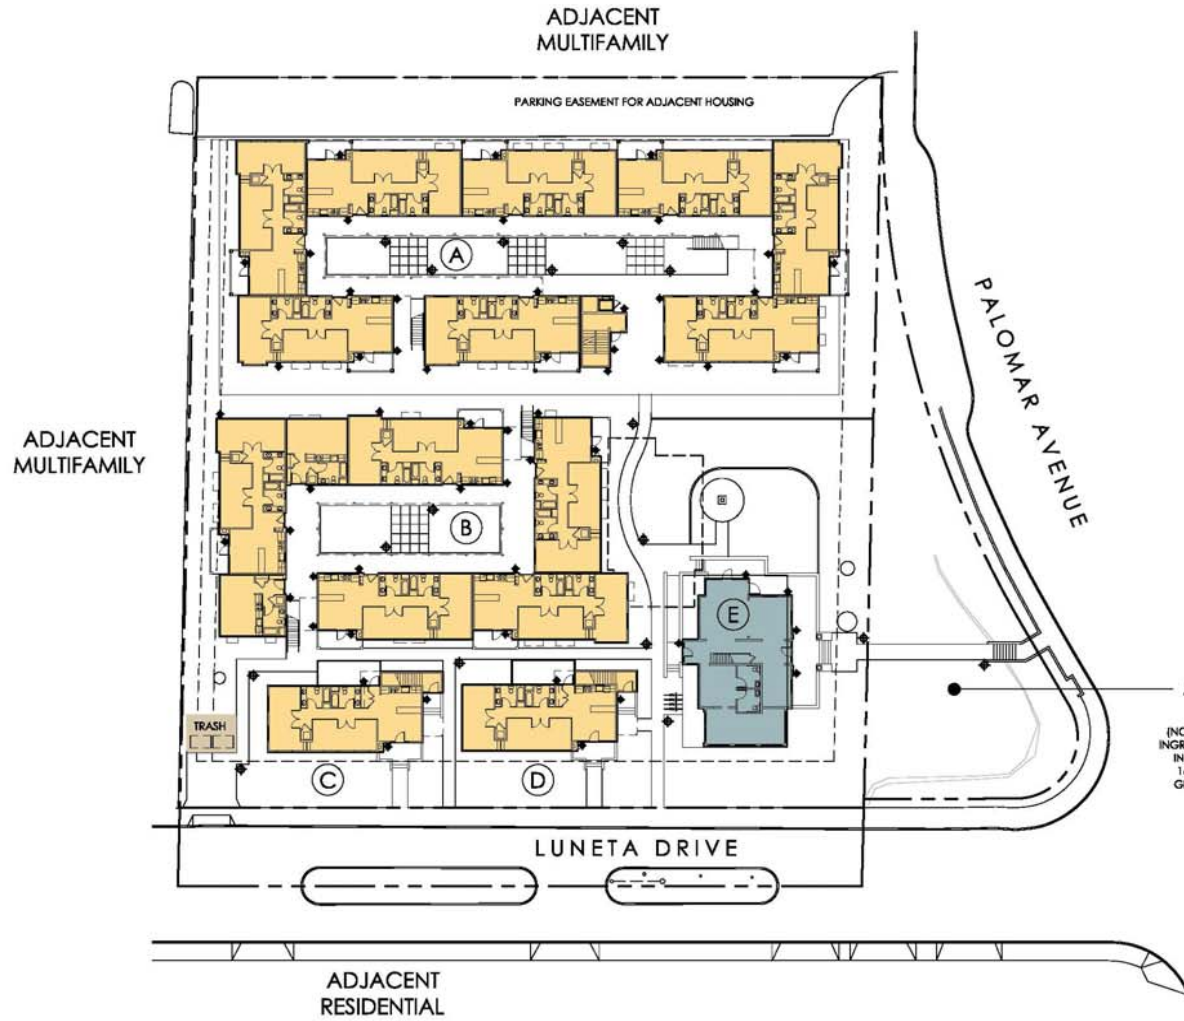 ADJACENT
MULTIFAMILY
PARKING EASEMENT FOR ADJACENT HOUSING
A
PALOMAR AVENUE
ADJACENT
MULTIFAMILY
B
E
TRASH
C
D
LUNETA DRIVE
ADJACENT
RESIDENTIAL